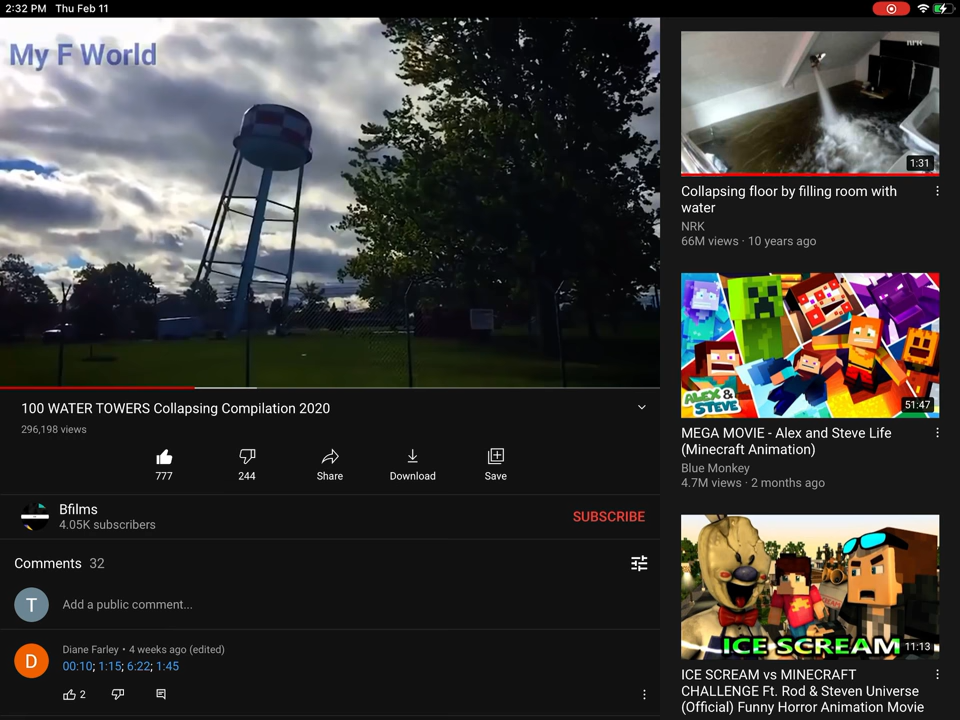 2:32 PM Thu Feb 11
My F World
100 WATER TOWERS Collapsing Compilation 2020
296,198 views
777
244
Share
Download
Save
Bfilms
4.05K subscribers
SUBSCRIBE
Comments 32
T
Add a public comment...
D
Diane Farley • 4 weeks ago (edited)
00:10; 1:15; 6:22; 1:45
2
NRK
1:31
Collapsing floor by filling room with
water
NRK
66M views · 10 years ago
ALEX &
STEVE
51:47
MEGA MOVIE - Alex and Steve Life
(Minecraft Animation)
Blue Monkey
4.7M views · 2 months ago
ICE SCREAM
11:13
ICE SCREAM vs MINECRAFT
CHALLENGE Ft. Rod & Steven Universe
(Official) Funny Horror Animation Movie